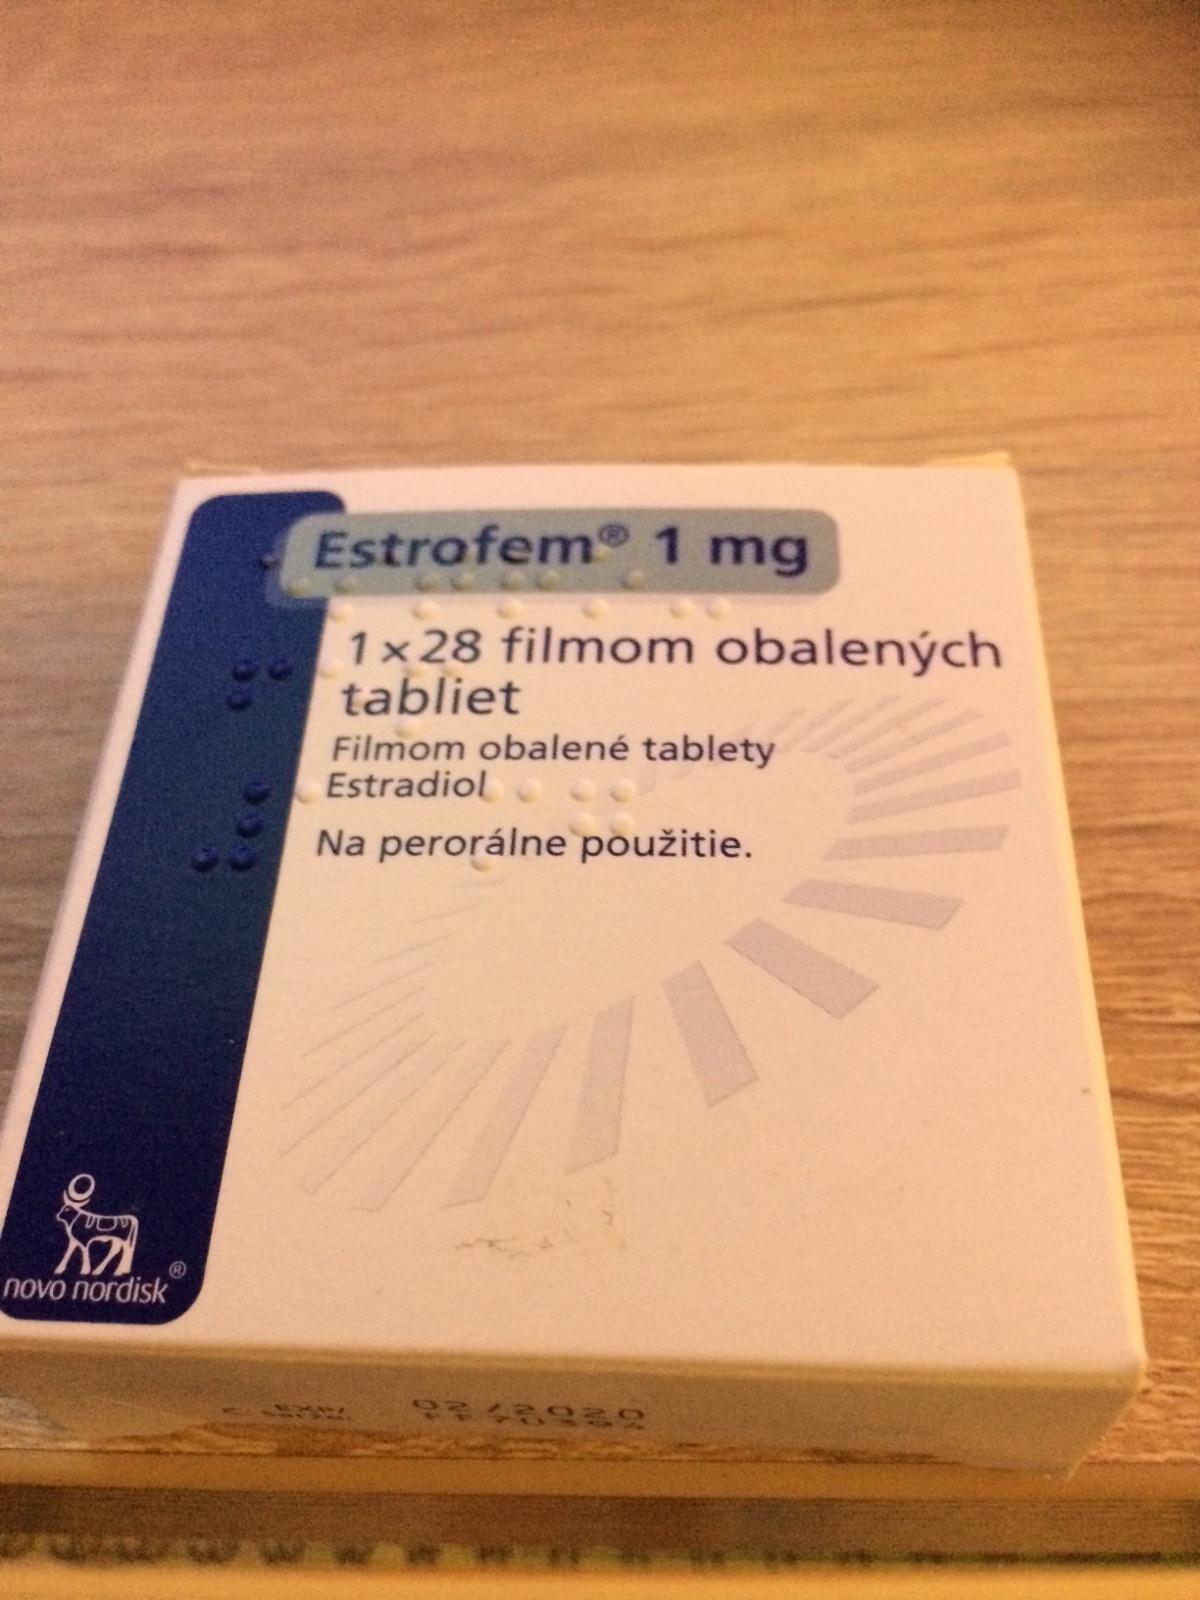 Estrofem® 1 mg
1 x 28 filmom obalených
tabliet
Filmom obalené tablety
Estradiol
Na perorálne použitie.
novo nordisk®
EXP/ 02/2020